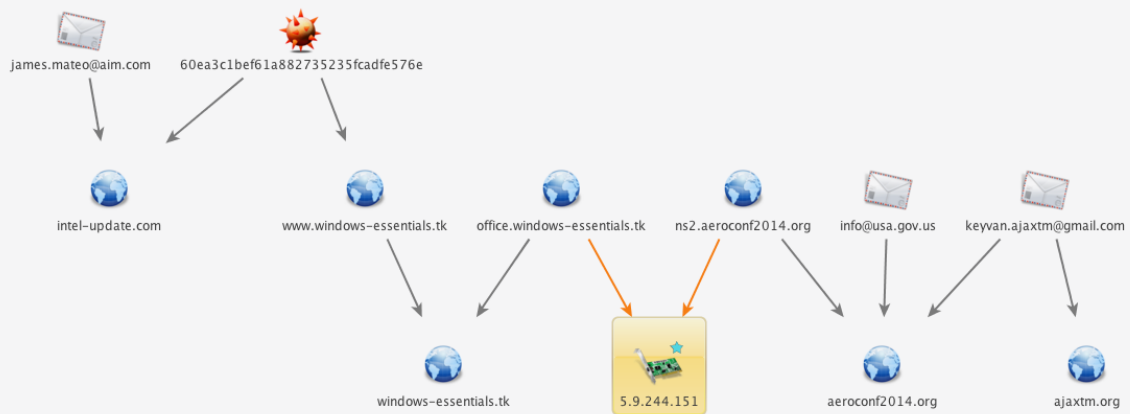 james.mateo@aim.com
60ea3c1bef61a882735235fcadfe576e
intel-update.com
www.windows-essentials.tk
office.windows-essentials.tk
ns2.aeroconf2014.org
info@usa.gov.us
keyvan.ajaxtm@gmail.com
windows-essentials.tk
5.9.244.151
aeroconf2014.org
ajaxtm.org